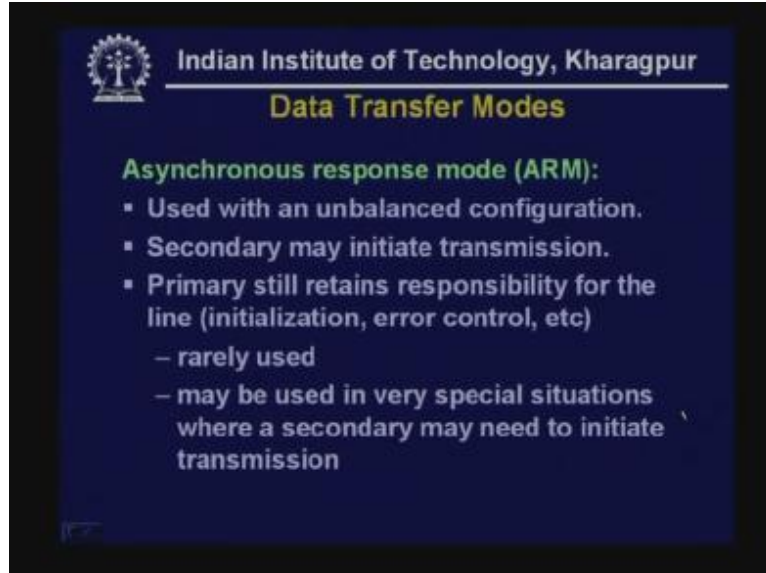 Indian Institute of Technology, Kharagpur
Data Transfer Modes
Asynchronous response mode (ARM):
▪ Used with an unbalanced configuration.
▪ Secondary may initiate transmission.
▪ Primary still retains responsibility for the
line (initialization, error control, etc)
– rarely used
– may be used in very special situations
where a secondary may need to initiate
transmission